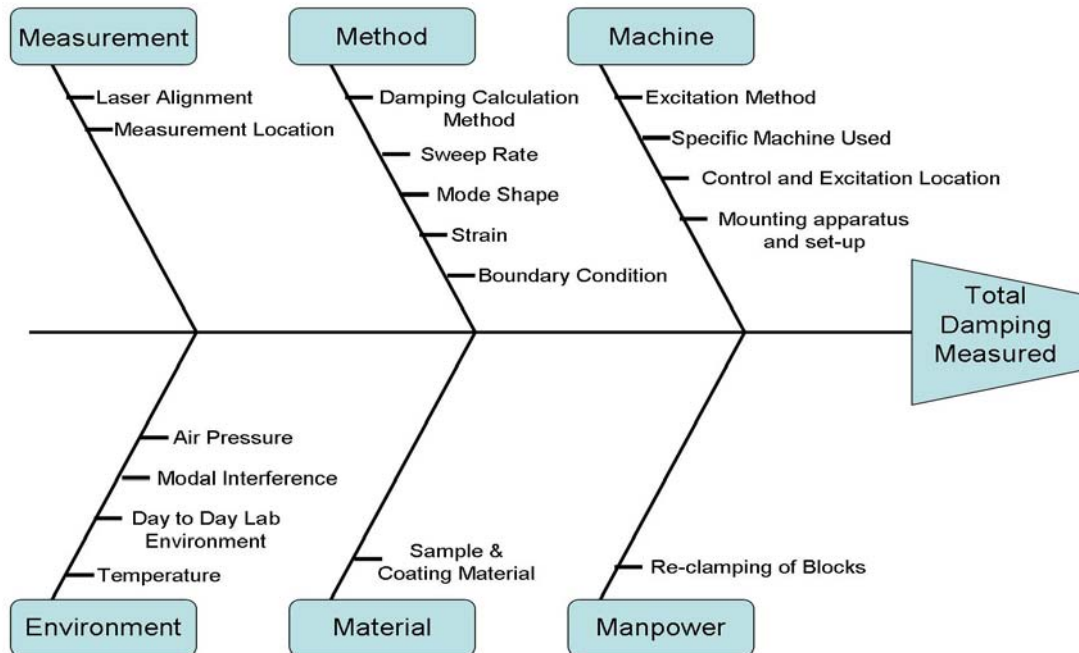 Measurement
Method
Machine
Laser Alignment
Measurement Location
Damping Calculation
Method
Sweep Rate
Mode Shape
Strain
Boundary Condition
Excitation Method
Specific Machine Used
Control and Excitation Location
Mounting apparatus
and set-up
Total
Damping
Measured
Air Pressure
Modal Interference
Day to Day Lab
Environment
Temperature
Sample &
Coating Material
Re-clamping of Blocks
Environment
Material
Manpower